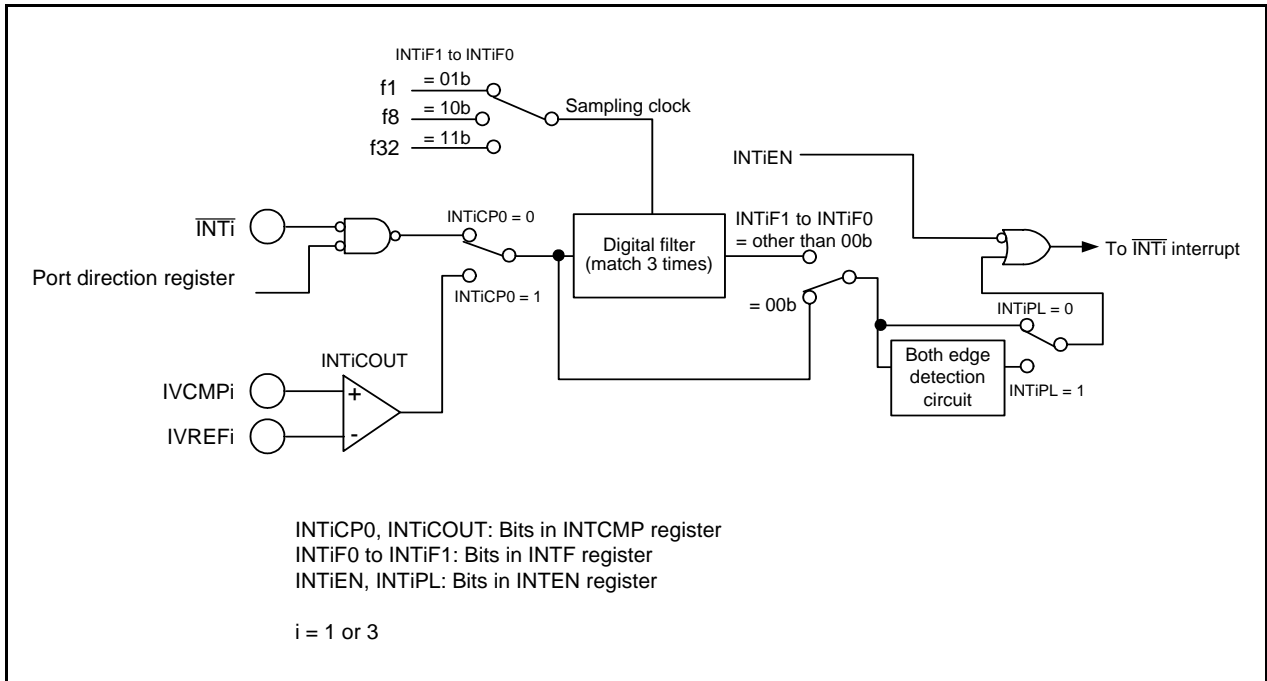 INTiF1 to INTiF0
f1
= 01b
f8
= 10b
f32
= 11b
Sampling clock
INTiEN
INTi
INTiCP0 = 0
Port direction register
INTiCP0 = 1
Digital filter
(match 3 times)
INTiF1 to INTiF0
= other than 00b
= 00b
To INTi interrupt
INTiPL = 0
Both edge
detection
circuit
INTiPL = 1
INTiCOUT
IVCMPi
+
IVREFi
-
INTiCP0, INTiCOUT: Bits in INTCMP register
INTiF0 to INTiF1: Bits in INTF register
INTiEN, INTiPL: Bits in INTEN register
i = 1 or 3